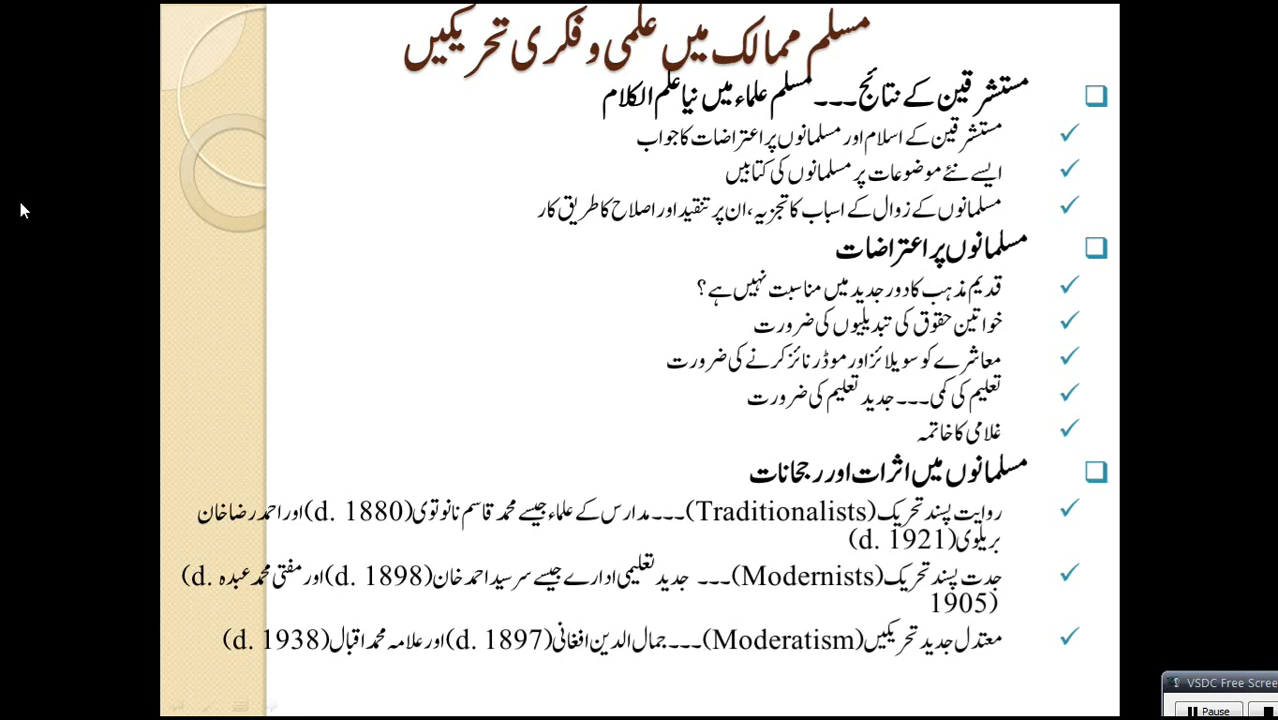 مسلم ممالک میں علمی و فکری تحریکیں
مستشرقین کے نتائج ۔۔۔ مسلم علماء میں نیا علم الکلام
مستشرقین کے اسلام اور مسلمانوں پر اعتراضات کا جواب
ایسے نئے موضوعات پر مسلمانوں کی کتابیں
مسلمانوں کے زوال کے اسباب کا تجزیہ، ان پر تنقید اور اصلاح کا طریق کار
مسلمانوں پر اعتراضات
قدیم مذہب کا دور جدید میں مناسبت نہیں ہے؟
خواتین حقوق کی تبدیلیوں کی ضرورت
معاشرے کو سویلائز اور موڈرنائز کرنے کی ضرورت
تعلیم کی کمی ۔۔۔ جدید تعلیم کی ضرورت
غلامی کا خاتمہ
مسلمانوں میں اثرات اور رجحانات
روایت پسند تحریک (Traditionalists)۔۔۔ مدارس کے علماء جیسے محمد قاسم نانوتوی (d. 1880) اور احمد رضا خان
بریلوی (d. 1921)
جدت پسند تحریک (Modernists)۔۔۔ جدید تعلیمی ادارے جیسے سر سید احمد خان (d. 1898) اور مفتی محمد عبدہ (d.
1905)
معتدل جدید تحریکیں (Moderatism)۔۔۔ جمال الدین افغانی (d. 1897) اور علامہ محمد اقبال (d. 1938)
VSDC Free Scree
Pause